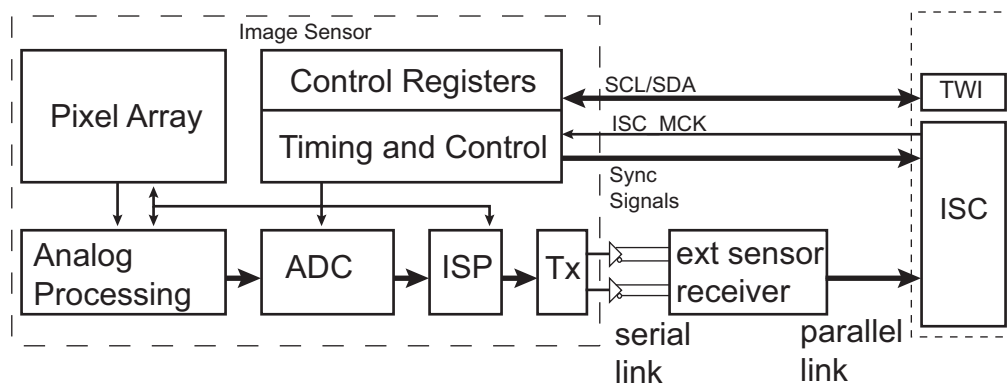 Image Sensor
Control Registers
Pixel Array
Timing and Control
SCL/SDA
TWI
ISC_MCK
Sync
Signals
ISC
Analog
Processing
ADC
ISP
Tx
ext sensor
receiver
serial
link
parallel
link